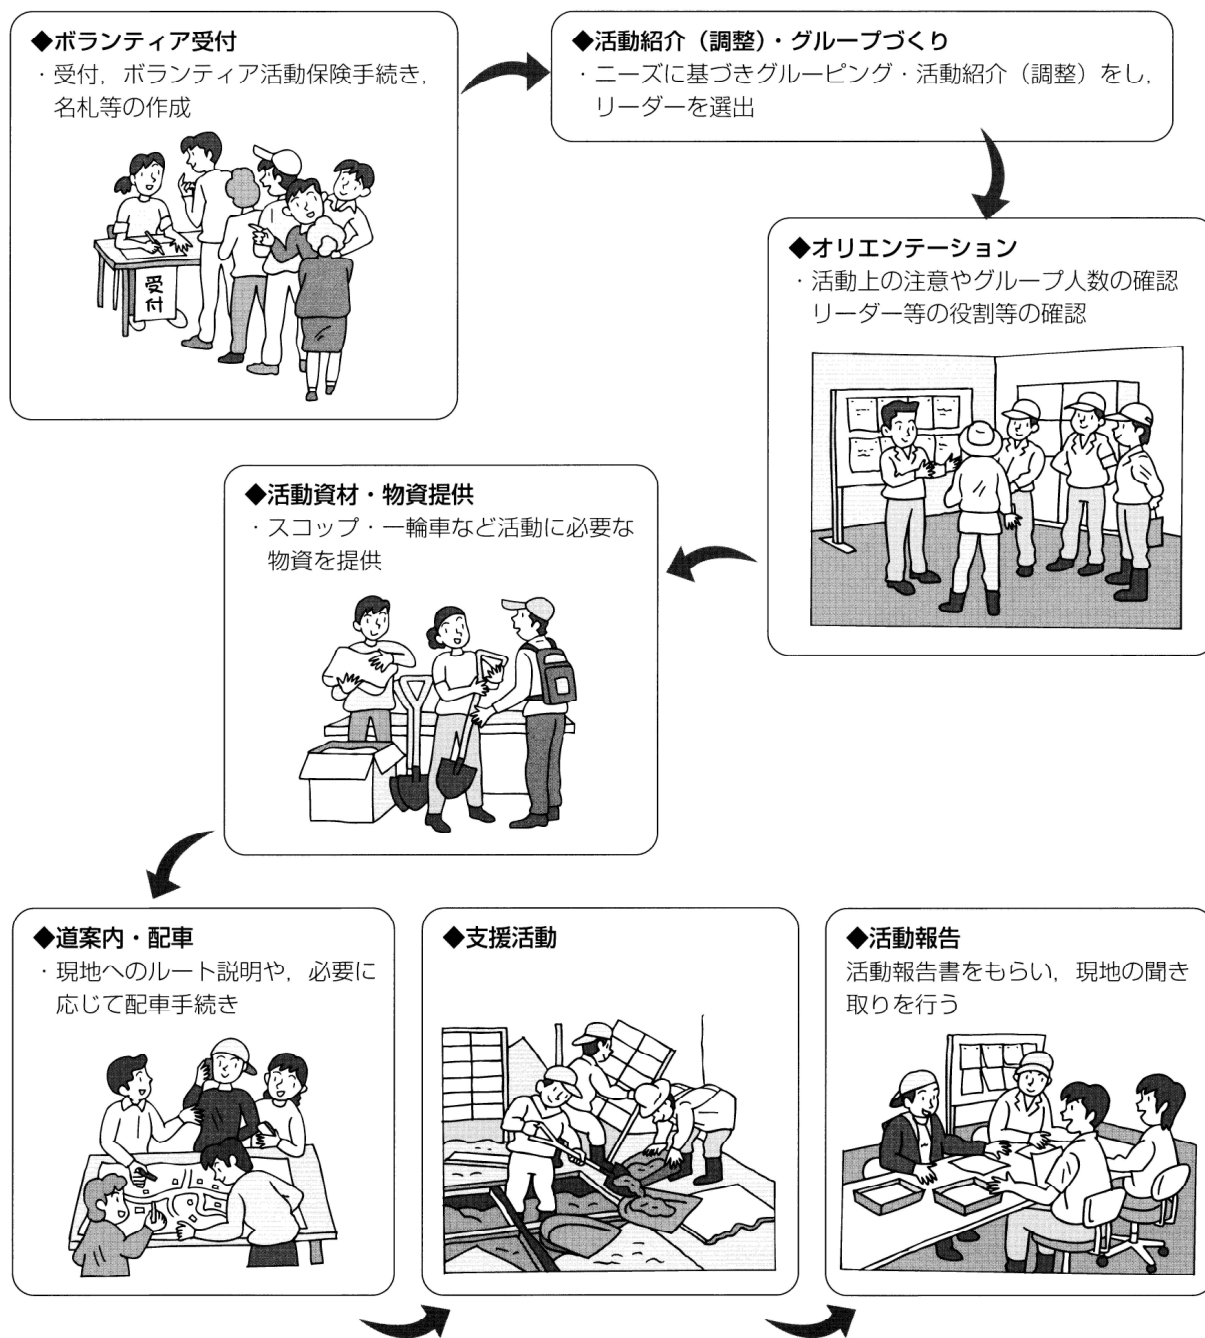 ◆ボランティア受付
・受付，ボランティア活動保険手続き，
名札等の作成
受付
◆活動紹介（調整）・グループづくり
・ニーズに基づきグルーピング・活動紹介（調整）をし，
リーダーを選出
◆オリエンテーション
・活動上の注意やグループ人数の確認
リーダー等の役割等の確認
◆活動資材・物資提供
・スコップ・一輪車など活動に必要な
物資を提供
◆道案内・配車
・現地へのルート説明や，必要に
応じて配車手続き
◆支援活動
◆活動報告
活動報告書をもらい，現地の聞き
取りを行う